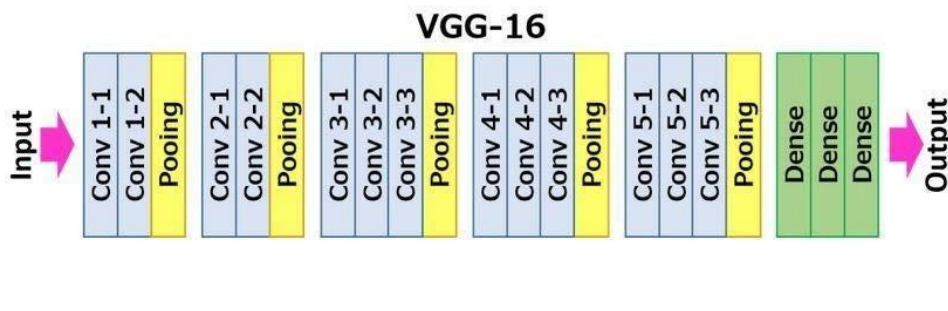 VGG-16
Input
Conv 1-1
Conv 1-2
Pooing
Conv 2-1
Conv 2-2
Pooing
Conv 3-1
Conv 3-2
Conv 3-3
Pooing
Conv 4-1
Conv 4-2
Conv 4-3
Pooing
Conv 5-1
Conv 5-2
Conv 5-3
Pooing
Dense
Dense
Dense
Output